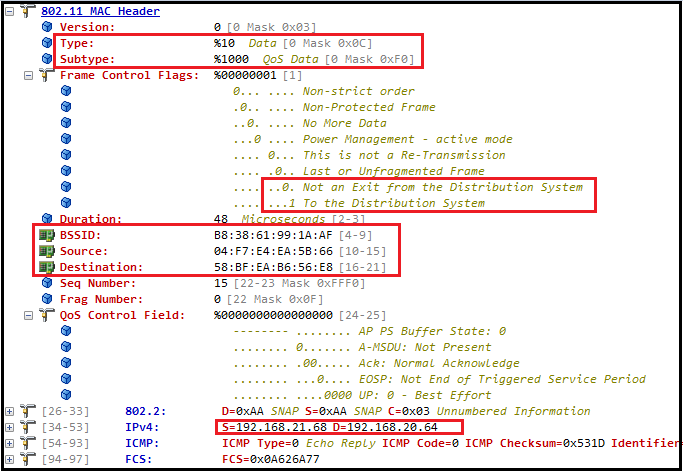 802.11 MAC Header
Version: 0 [0 Mask 0x03]
Type: %10 Data [0 Mask 0x0C]
Subtype: %1000 QoS Data [0 Mask 0xF0]
Frame Control Flags: %00000001 [1]
0... .... Non-strict order
.0.. .... Non-Protected Frame
..0. .... No More Data
...0 .... Power Management - active mode
.... 0... This is not a Re-Transmission
.... .0.. Last or Unfragmented Frame
.... ..0. Not an Exit from the Distribution System
.... ...1 To the Distribution System
Duration: 48 Microseconds [2-3]
BSSID: B8:38:61:99:1A:AF [4-9]
Source: 04:F7:E4:EA:5B:66 [10-15]
Destination: 58:BF:EA:B6:56:E8 [16-21]
Seq Number: 15 [22-23 Mask 0xFFF0]
Frag Number: 0 [22 Mask 0x0F]
QoS Control Field: %0000000000000000 [24-25]
-------- ........ AP PS Buffer State: 0
........ 0....... A-MSDU: Not Present
........ .00..... Ack: Normal Acknowledge
........ ...0.... EOSP: Not End of Triggered Service Period
........ ....0000 UP: 0 - Best Effort
[26-33] 802.2: D=0xAA SNAP S=0xAA SNAP C=0x03 Unnumbered Information
[34-53] IPv4: S=192.168.21.68 D=192.168.20.64
[54-93] ICMP: ICMP Type=0 Echo Reply ICMP Code=0 ICMP Checksum=0x531D Identifier=
[94-97] FCS: FCS=0x0A626A77